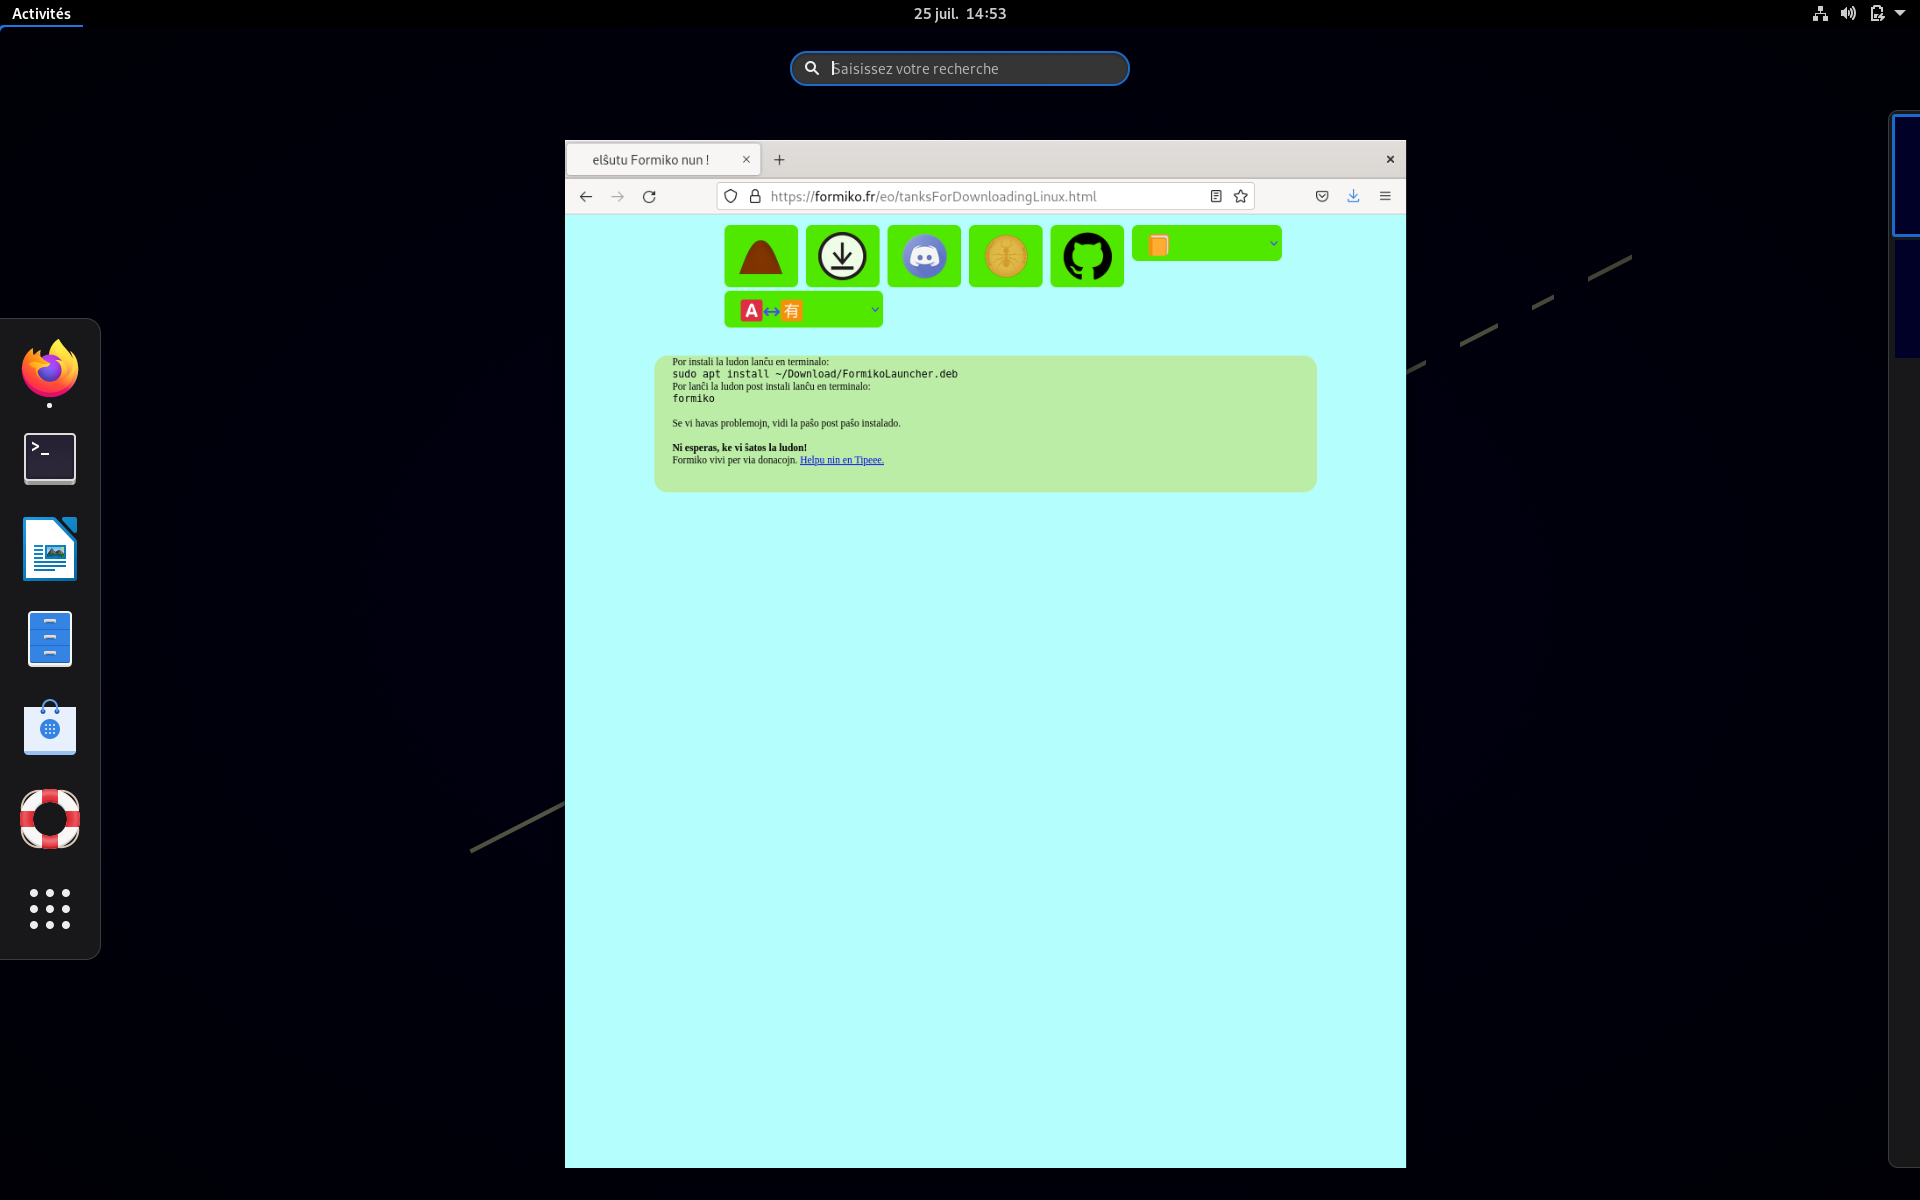 Activités
25 juil. 14:53
Saisissez votre recherche
elŝutu Formiko nun !
https://formiko.fr/eo/tanksForDownloadingLinux.html
A 有
Por instali la ludon lanĉu en terminalo:
sudo apt install ~/Download/FormikoLauncher.deb
Por lanĉi la ludon post instali lanĉu en terminalo:
formiko
Se vi havas problemojn, vidi la paŝo post paŝo instalado.
Ni esperas, ke vi ŝatos la ludon!
Formiko vivi per via donacojn. Helpu nin en Tipeee.
>_